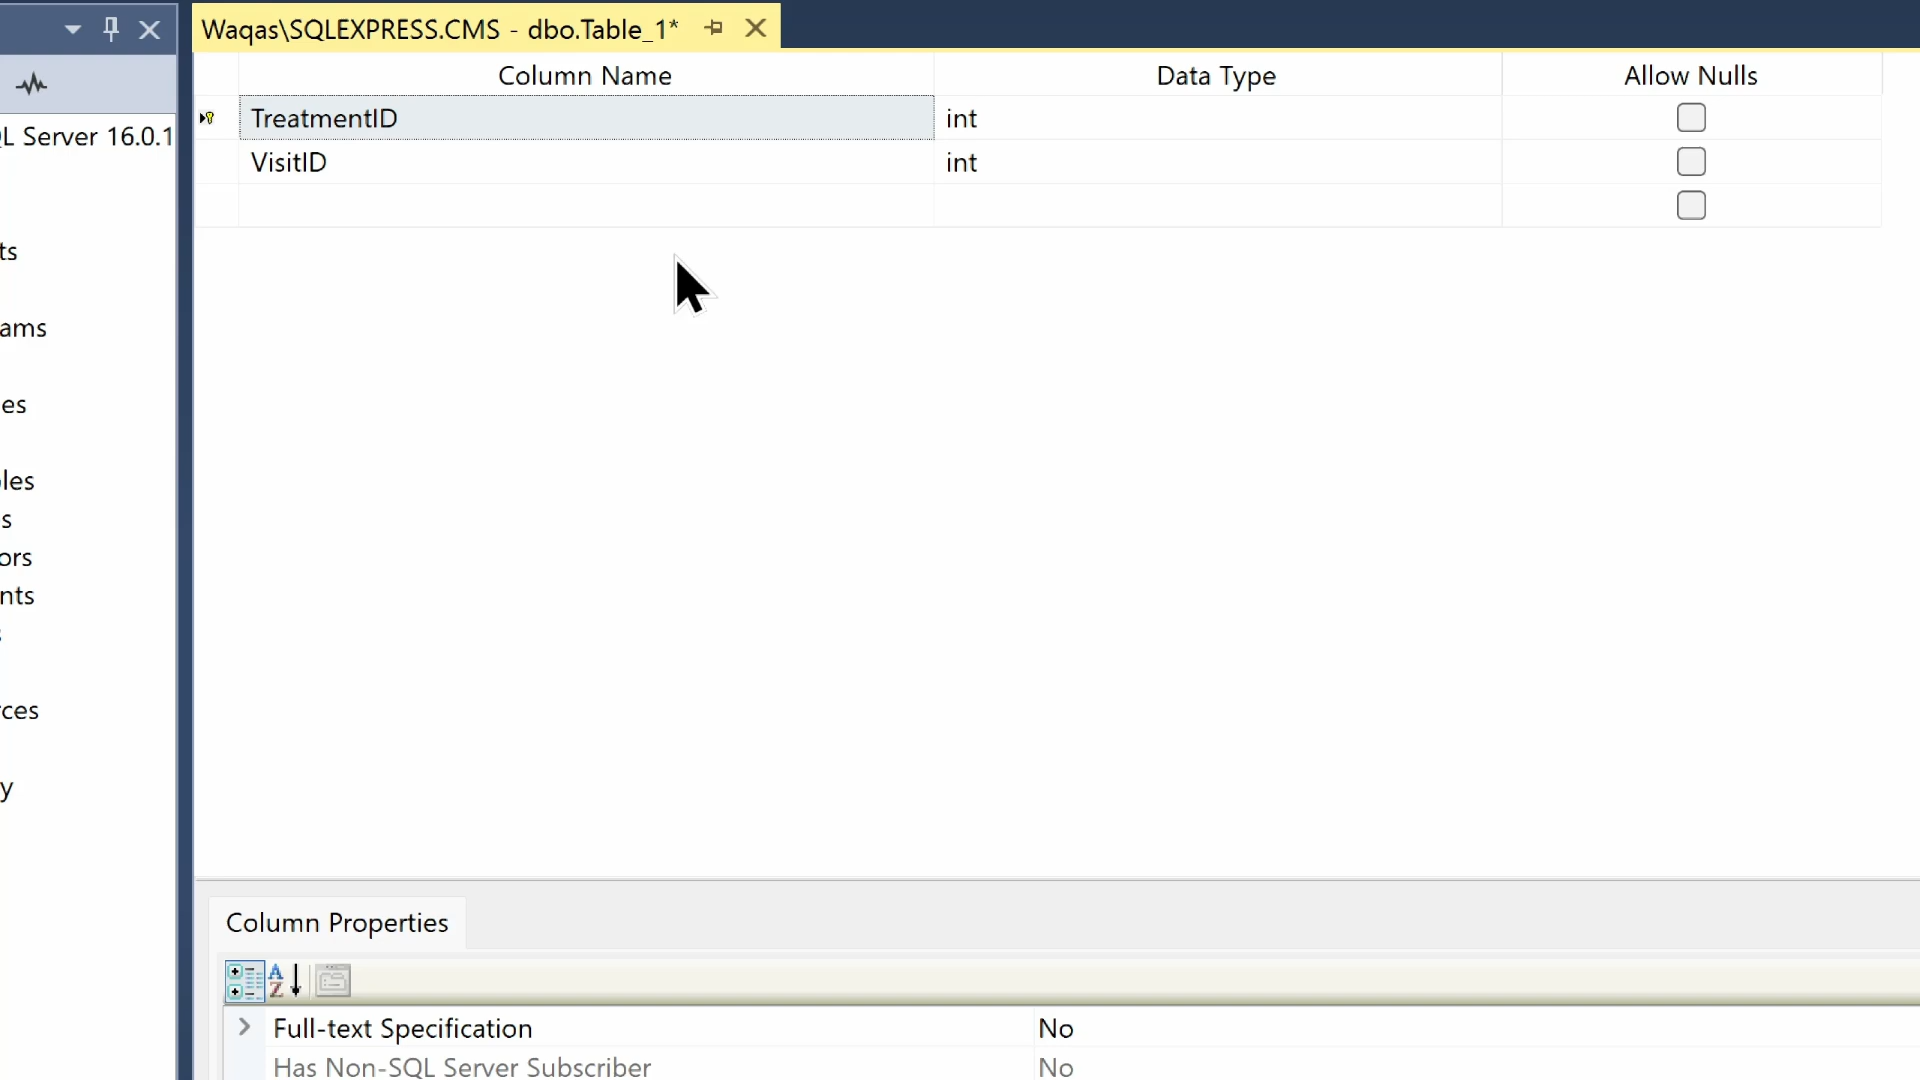 Waqas\SQLEXPRESS.CMS - dbo.Table_1*
Column Name Data Type Allow Nulls
TreatmentID int
VisitID int
L Server 16.0.1
ts
ams
es
les
s
ors
nts
ces
y
Column Properties
Full-text Specification No
Has Non-SQL Server Subscriber No